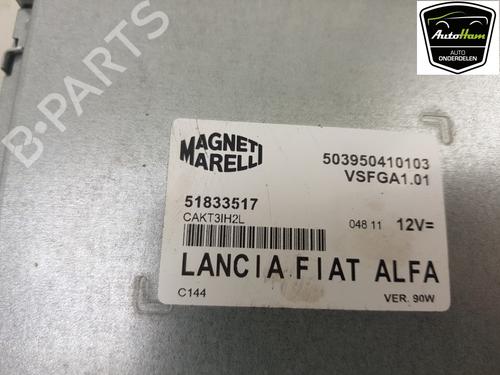 AutoHam
AUTO
ONDERDELEN
B-PARTS
MAGNETI
MARELLI
503950410103
VSFGA1.01
51833517
CAKT3IH2L
048 11 12V=
LANCIA FIAT ALFA
C144
VER. 90W